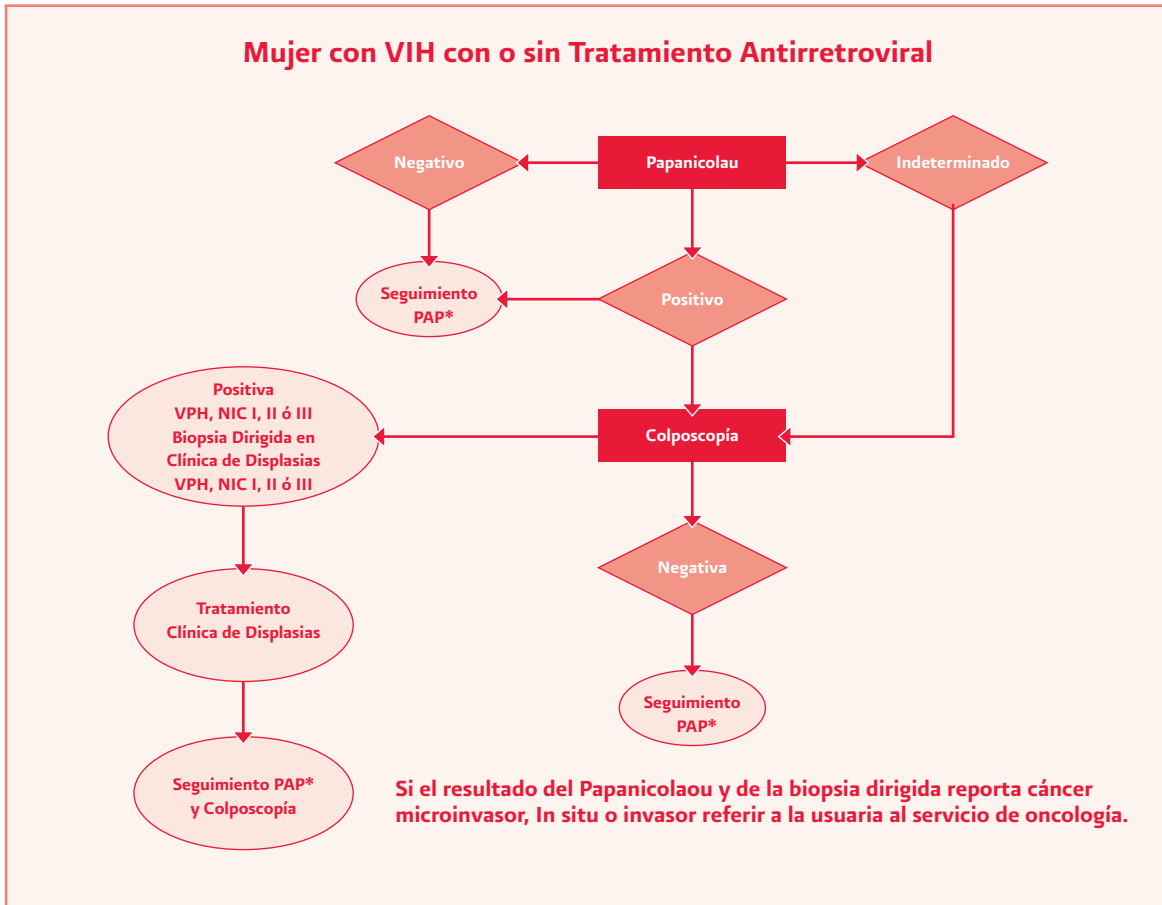 Mujer con VIH con o sin Tratamiento Antirretroviral
Negativo
Papanicolau
Indeterminado
Seguimiento
PAP*
Positivo
Positiva
VPH, NIC I, II ó III
Biopsia Dirigida en
Clínica de Displasias
VPH, NIC I, II ó III
Colposcopía
Negativa
Tratamiento
Clínica de Displasias
Seguimiento
PAP*
Seguimiento PAP*
y Colposcopía
Si el resultado del Papanicolaou y de la biopsia dirigida reporta cáncer
microinvasor, In situ o invasor referir a la usuaria al servicio de oncología.